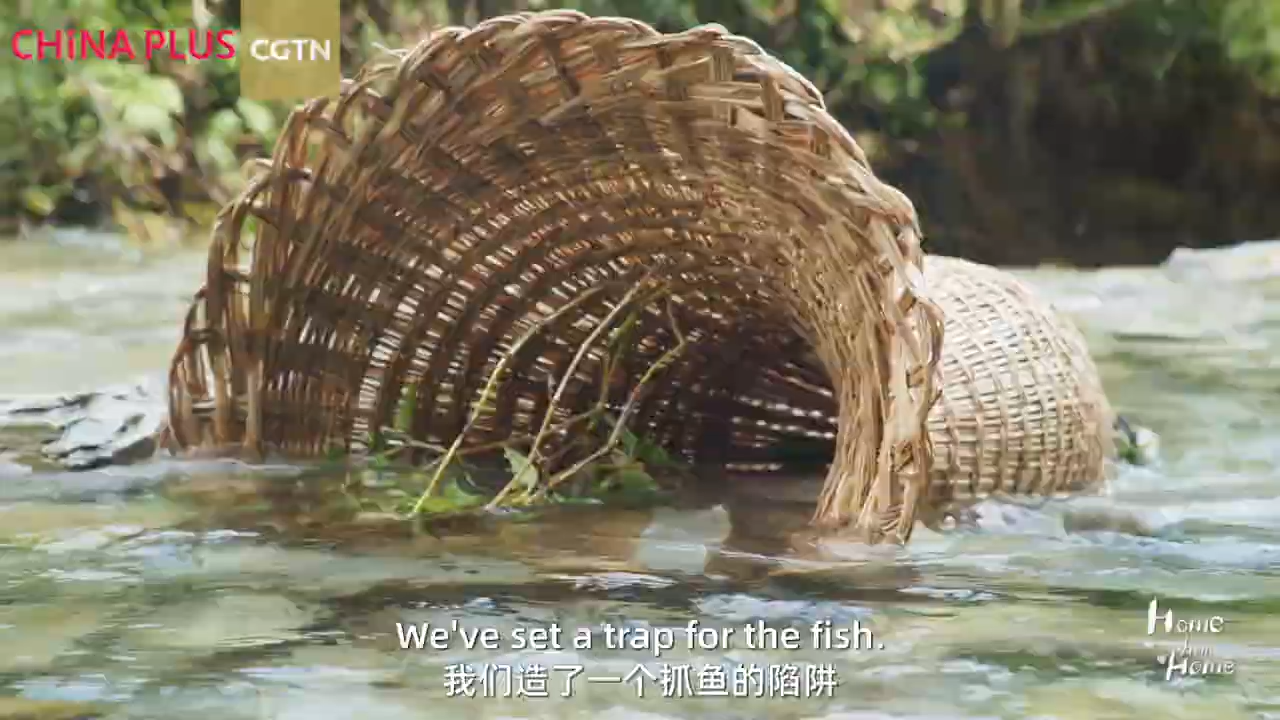 CHINA PLUS CGTN
We've set a trap for the fish.
我们造了一个抓鱼的陷阱
Home
from
Home